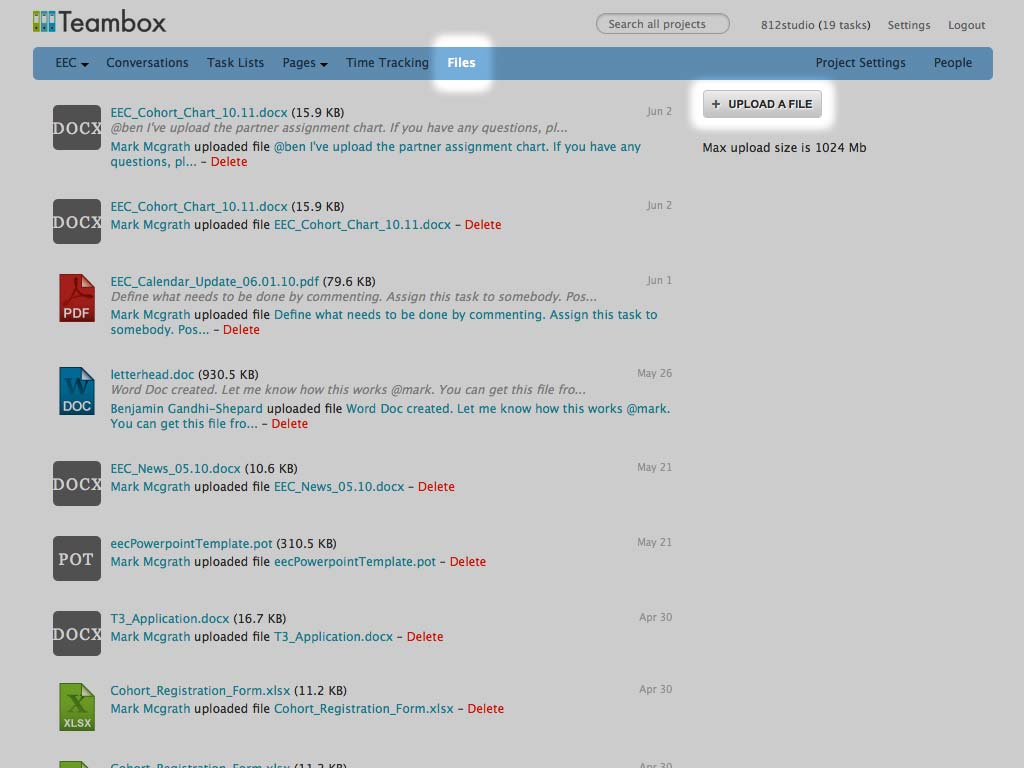 Teambox
Search all projects
812studio (19 tasks) Settings Logout
EEC Conversations Task Lists Pages Time Tracking Files Project Settings People
+ UPLOAD A FILE
Max upload size is 1024 Mb
DOCX
EEC_Cohort_Chart_10.11.docx (15.9 KB) Jun 2
@ben I've upload the partner assignment chart. If you have any questions, pl...
Mark Mcgrath uploaded file @ben I've upload the partner assignment chart. If you have any
questions, pl... – Delete
DOCX
EEC_Cohort_Chart_10.11.docx (15.9 KB) Jun 2
Mark Mcgrath uploaded file EEC_Cohort_Chart_10.11.docx – Delete
PDF
EEC_Calendar_Update_06.01.10.pdf (79.6 KB) Jun 1
Define what needs to be done by commenting. Assign this task to somebody. Pos...
Mark Mcgrath uploaded file Define what needs to be done by commenting. Assign this task to
somebody. Pos... – Delete
W
DOC
letterhead.doc (930.5 KB) May 26
Word Doc created. Let me know how this works @mark. You can get this file fro...
Benjamin Gandhi-Shepard uploaded file Word Doc created. Let me know how this works @mark.
You can get this file fro... – Delete
DOCX
EEC_News_05.10.docx (10.6 KB) May 21
Mark Mcgrath uploaded file EEC_News_05.10.docx – Delete
POT
eecPowerpointTemplate.pot (310.5 KB) May 21
Mark Mcgrath uploaded file eecPowerpointTemplate.pot – Delete
DOCX
T3_Application.docx (16.7 KB) Apr 30
Mark Mcgrath uploaded file T3_Application.docx – Delete
X
XLSX
Cohort_Registration_Form.xlsx (11.2 KB) Apr 30
Mark Mcgrath uploaded file Cohort_Registration_Form.xlsx – Delete
Cohort_Registration_Form.xlsx (11.2 KB) Apr 30